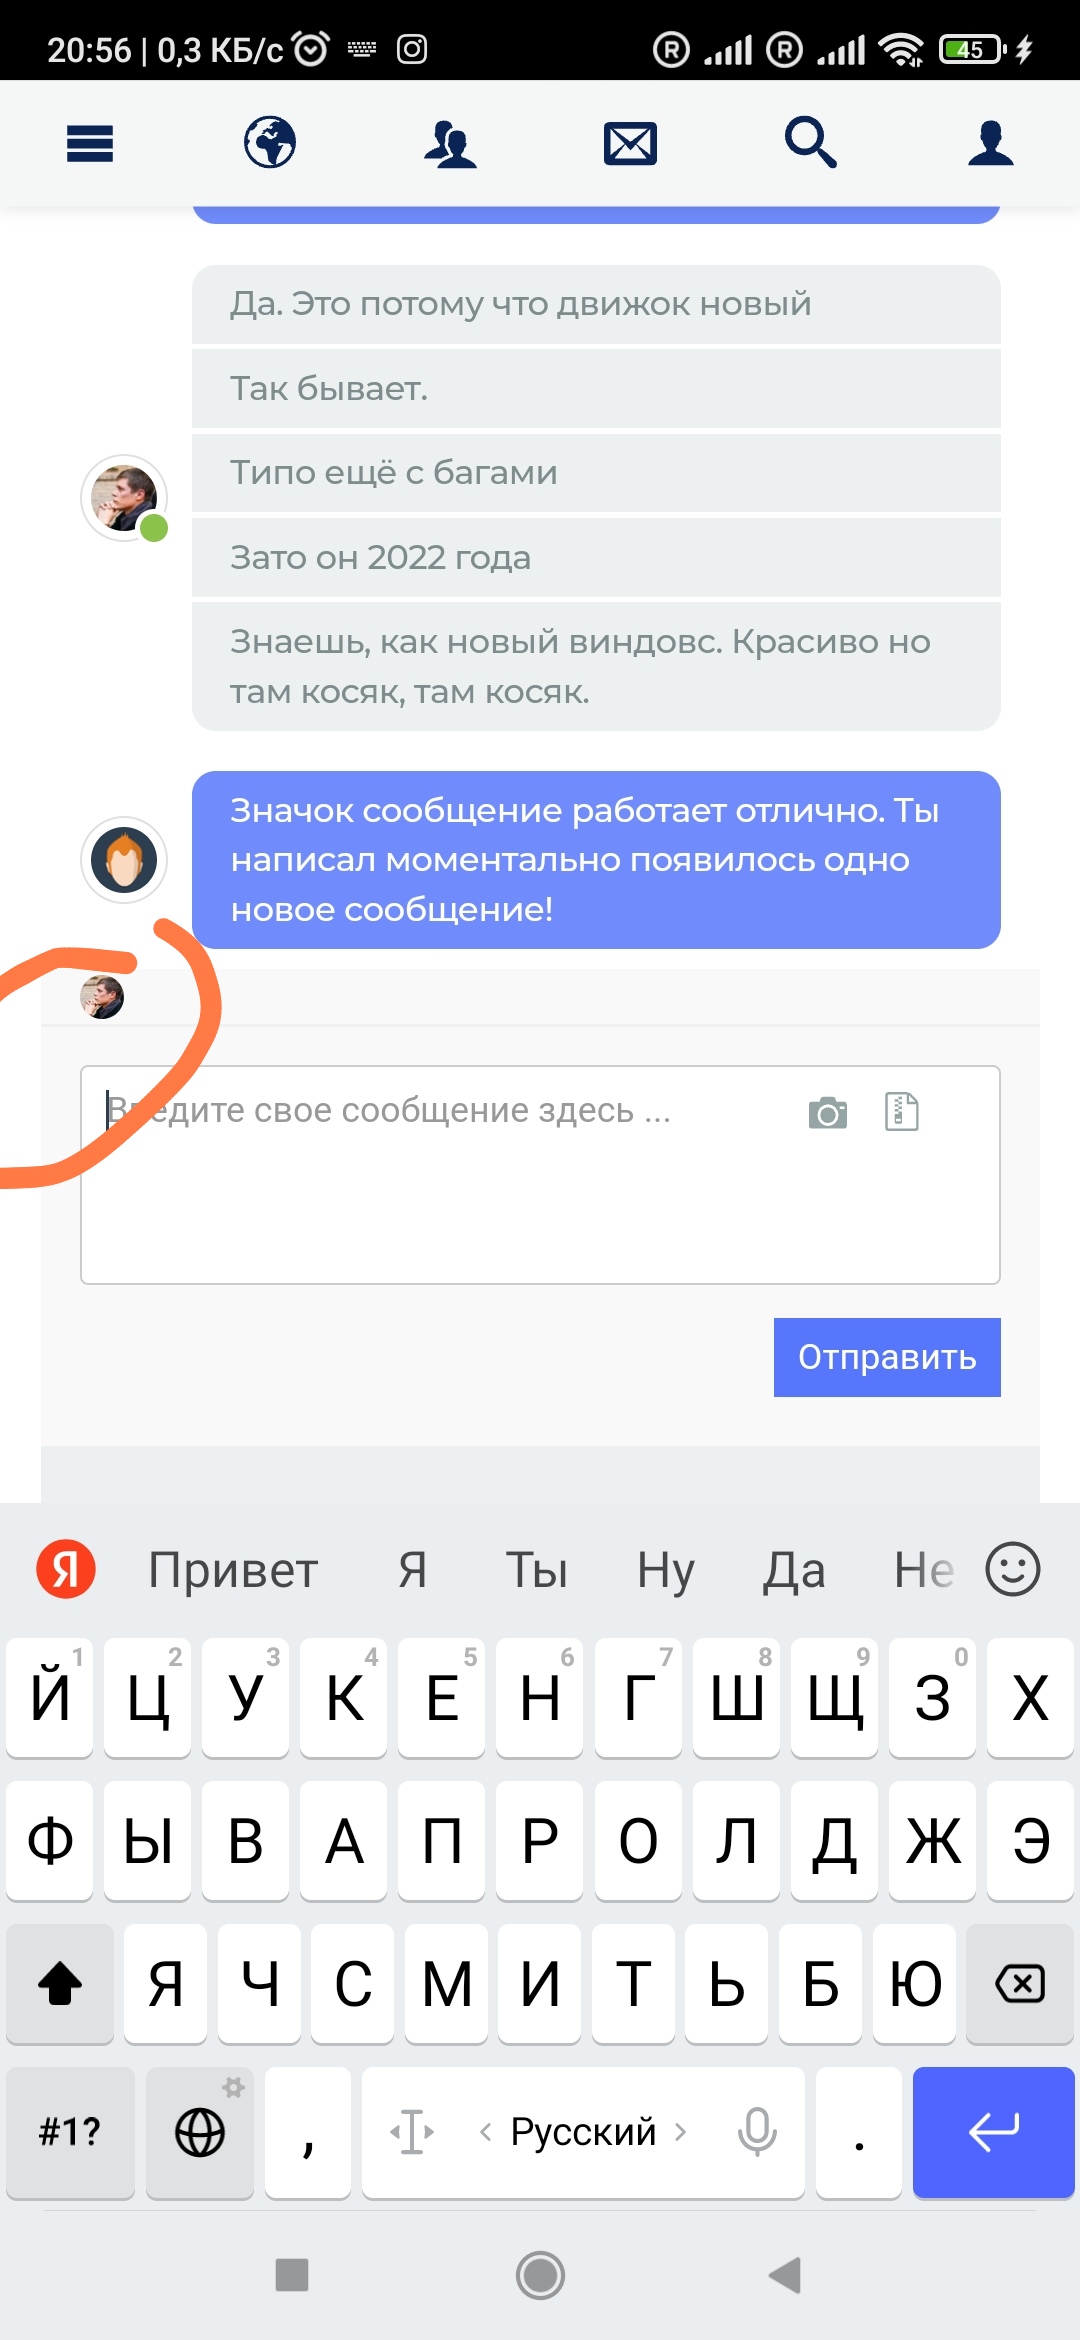 20:56 | 0,3 КБ/с
R R 45
Да. Это потому что движок новый
Так бывает.
Типо ещё с багами
Зато он 2022 года
Знаешь, как новый виндовс. Красиво но
там косяк, там косяк.
Значок сообщение работает отлично. Ты
написал моментально появилось одно
новое сообщение!
Введите свое сообщение здесь ...
Отправить
Я Привет Я Ты Ну Да Не
1 2 3 4 5 6 7 8 9 0
Й Ц У К Е Н Г Ш Щ З Х
Ф Ы В А П Р О Л Д Ж Э
Я Ч С М И Т Ь Б Ю
#1? , < Русский > .